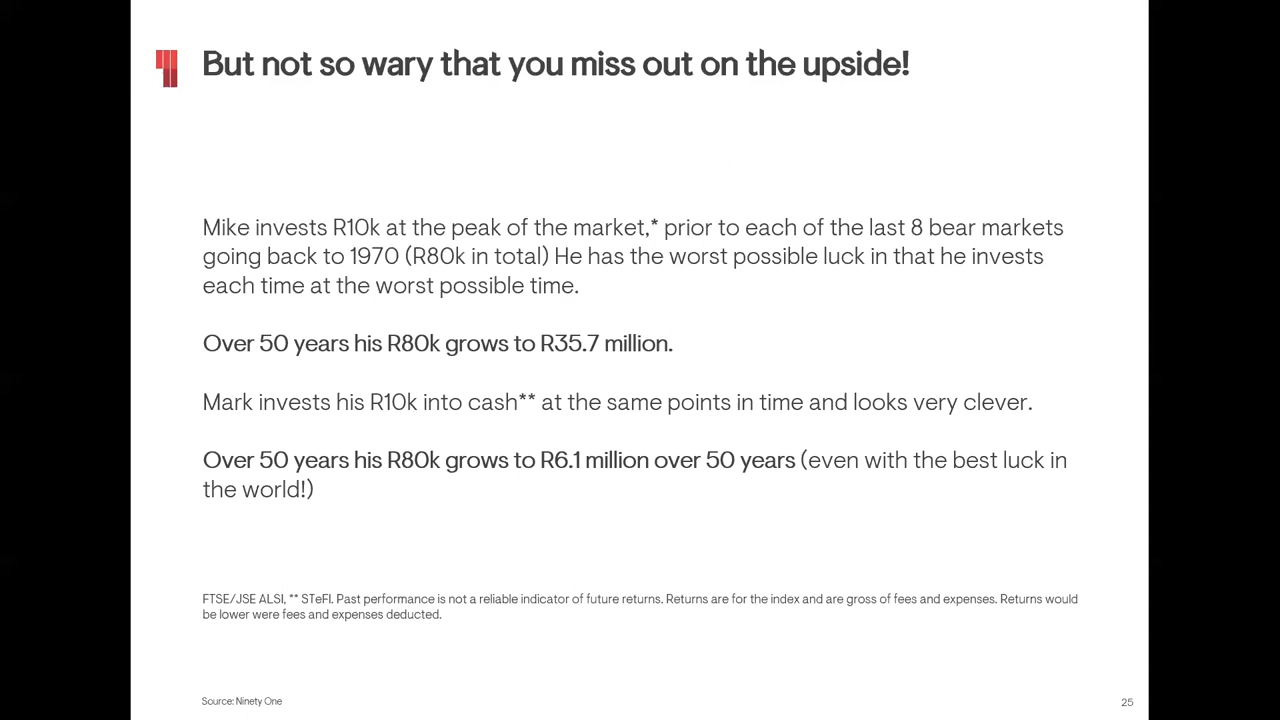 But not so wary that you miss out on the upside!
Mike invests R10k at the peak of the market,* prior to each of the last 8 bear markets
going back to 1970 (R80k in total) He has the worst possible luck in that he invests
each time at the worst possible time.
Over 50 years his R80k grows to R35.7 million.
Mark invests his R10k into cash** at the same points in time and looks very clever.
Over 50 years his R80k grows to R6.1 million over 50 years (even with the best luck in
the world!)
FTSE/JSE ALSI, ** STeFI. Past performance is not a reliable indicator of future returns. Returns are for the index and are gross of fees and expenses. Returns would
be lower were fees and expenses deducted.
Source: Ninety One
25